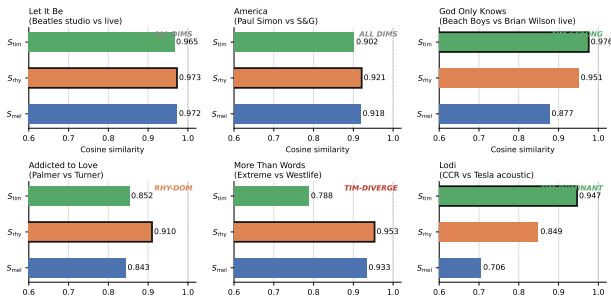 Let It Be
(Beatles studio vs live)
ALL DIMS
S_tim 0.965
S_rhy 0.973
S_mel 0.972
0.6 0.7 0.8 0.9 1.0
Cosine similarity
America
(Paul Simon vs S&G)
ALL DIMS
S_tim 0.902
S_rhy 0.921
S_mel 0.918
0.6 0.7 0.8 0.9 1.0
Cosine similarity
God Only Knows
(Beach Boys vs Brian Wilson live)
S_tim 0.976
S_rhy 0.951
S_mel 0.877
0.6 0.7 0.8 0.9 1.0
Cosine similarity
Addicted to Love
(Palmer vs Turner)
RHY-DOM
S_tim 0.852
S_rhy 0.910
S_mel 0.843
0.6 0.7 0.8 0.9 1.0
More Than Words
(Extreme vs Westlife)
TIM-DIVERGE
S_tim 0.788
S_rhy 0.953
S_mel 0.933
0.6 0.7 0.8 0.9 1.0
Lodi
(CCR vs Tesla acoustic)
S_tim 0.947
S_rhy 0.849
S_mel 0.706
0.6 0.7 0.8 0.9 1.0